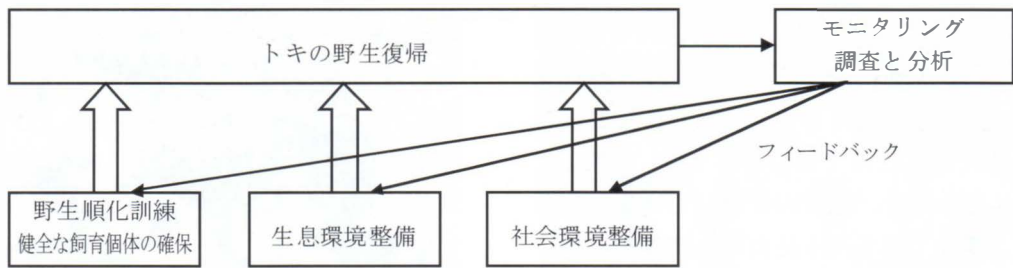 トキの野生復帰
モニタリング
調査と分析
フィードバック
野生順化訓練
健全な飼育個体の確保
生息環境整備
社会環境整備